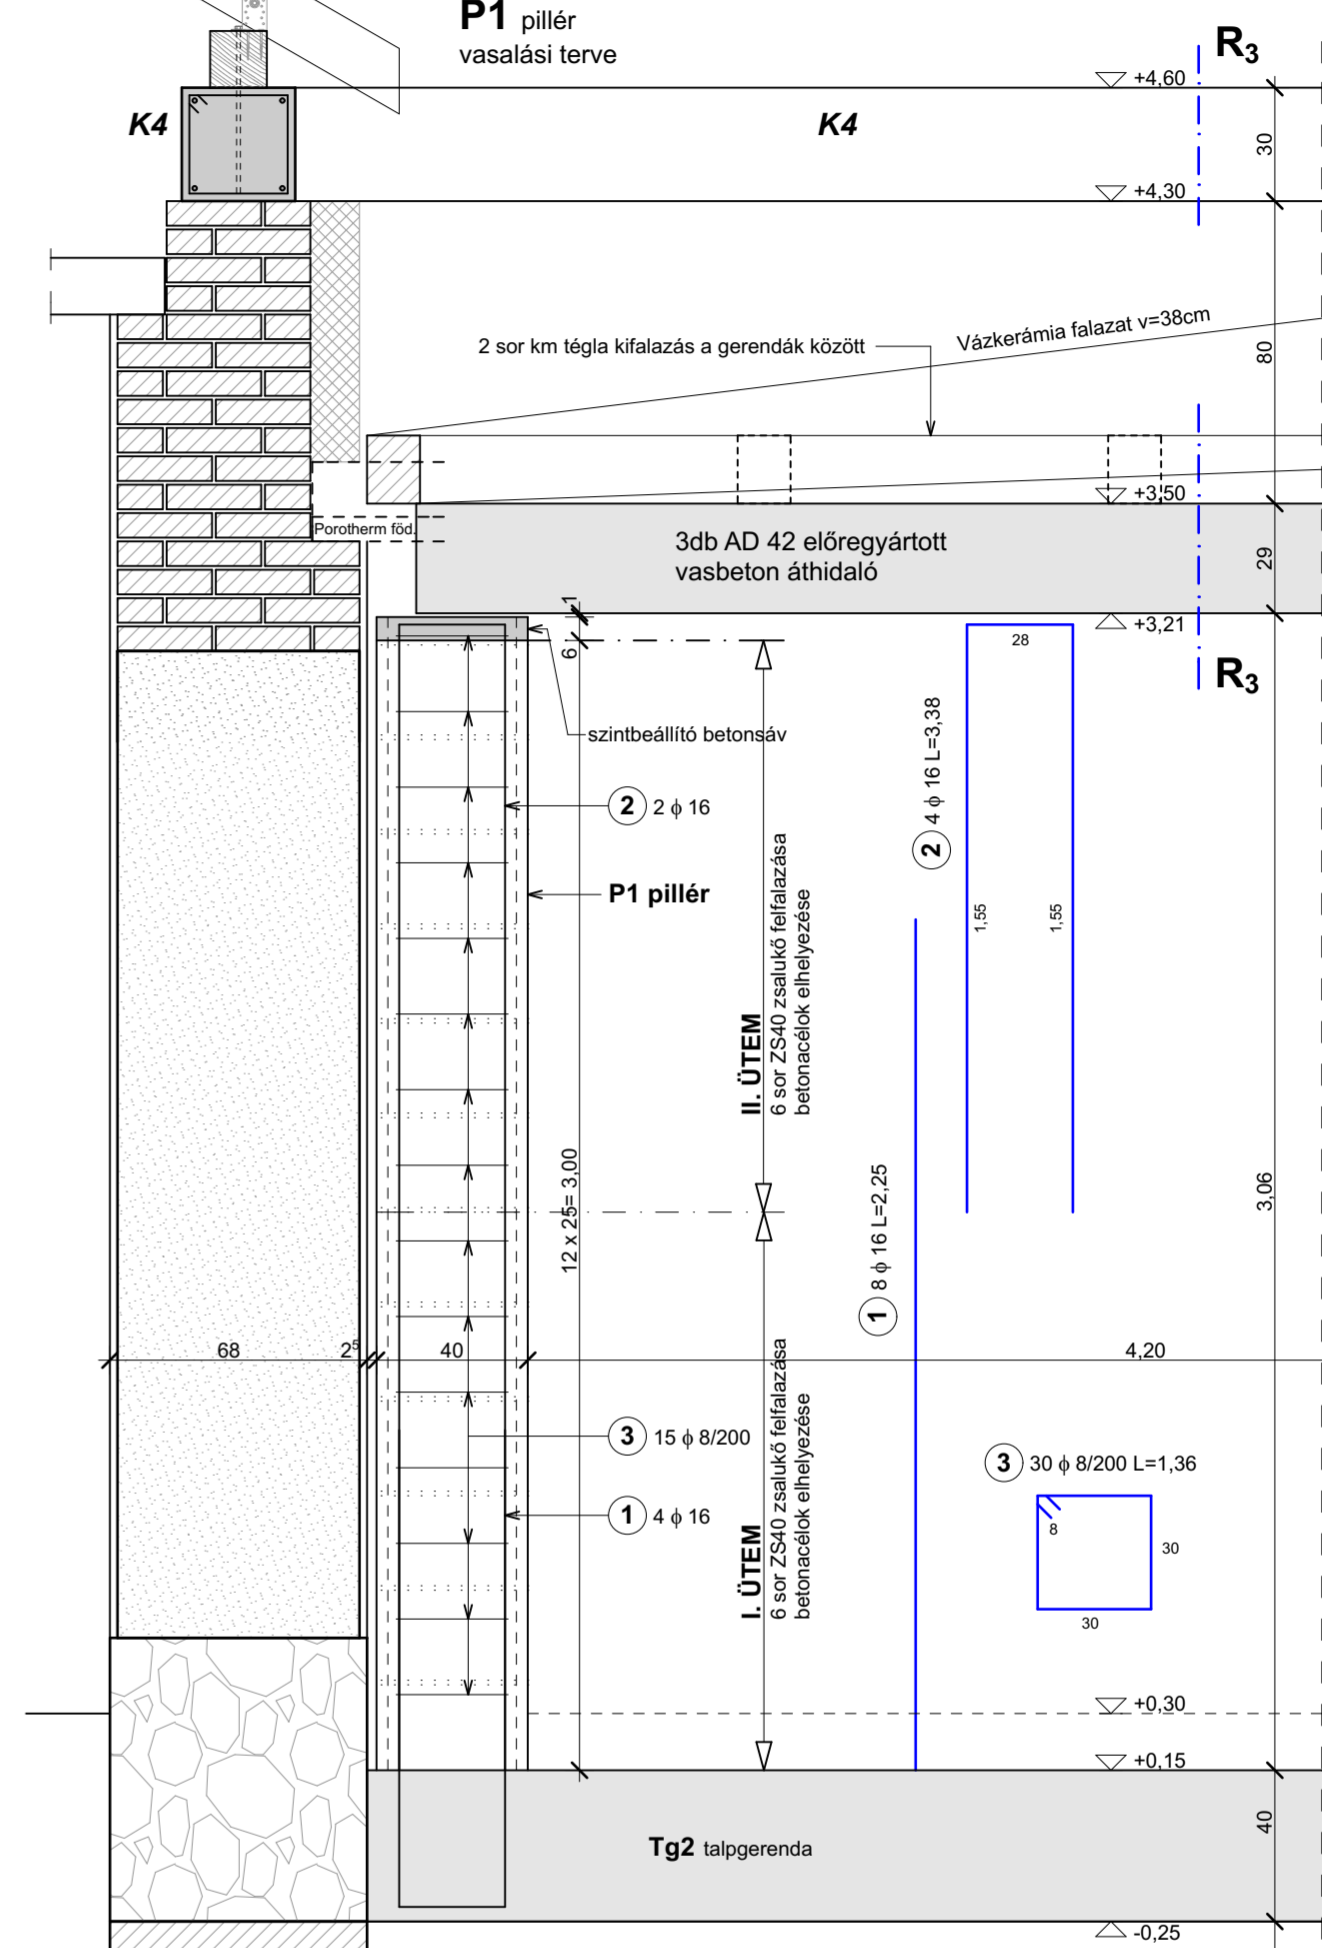 P1 pillér
vasalási terve
R3
+4,60
K4
K4
30
+4,30
2 sor km tégla kifalazás a gerendák között
Vázkerámia falazat v=38cm
80
+3,50
Porotherm föd.
3db AD 42 előregyártott
vasbeton áthidaló
29
1
+3,21
6
28
R3
szintbeállító betonsáv
2 2 ϕ 16
2 4 ϕ 16 L=3,38
P1 pillér
1,55
1,55
II. ÜTEM
6 sor ZS40 zsalukő felfalazása
betonacélok elhelyezése
12 x 25= 3,00
1 8 ϕ 16 L=2,25
3,06
68
2⁵
40
4,20
I. ÜTEM
6 sor ZS40 zsalukő felfalazása
betonacélok elhelyezése
3 15 ϕ 8/200
3 30 ϕ 8/200 L=1,36
1 4 ϕ 16
8
30
30
+0,30
+0,15
Tg2 talpgerenda
40
-0,25